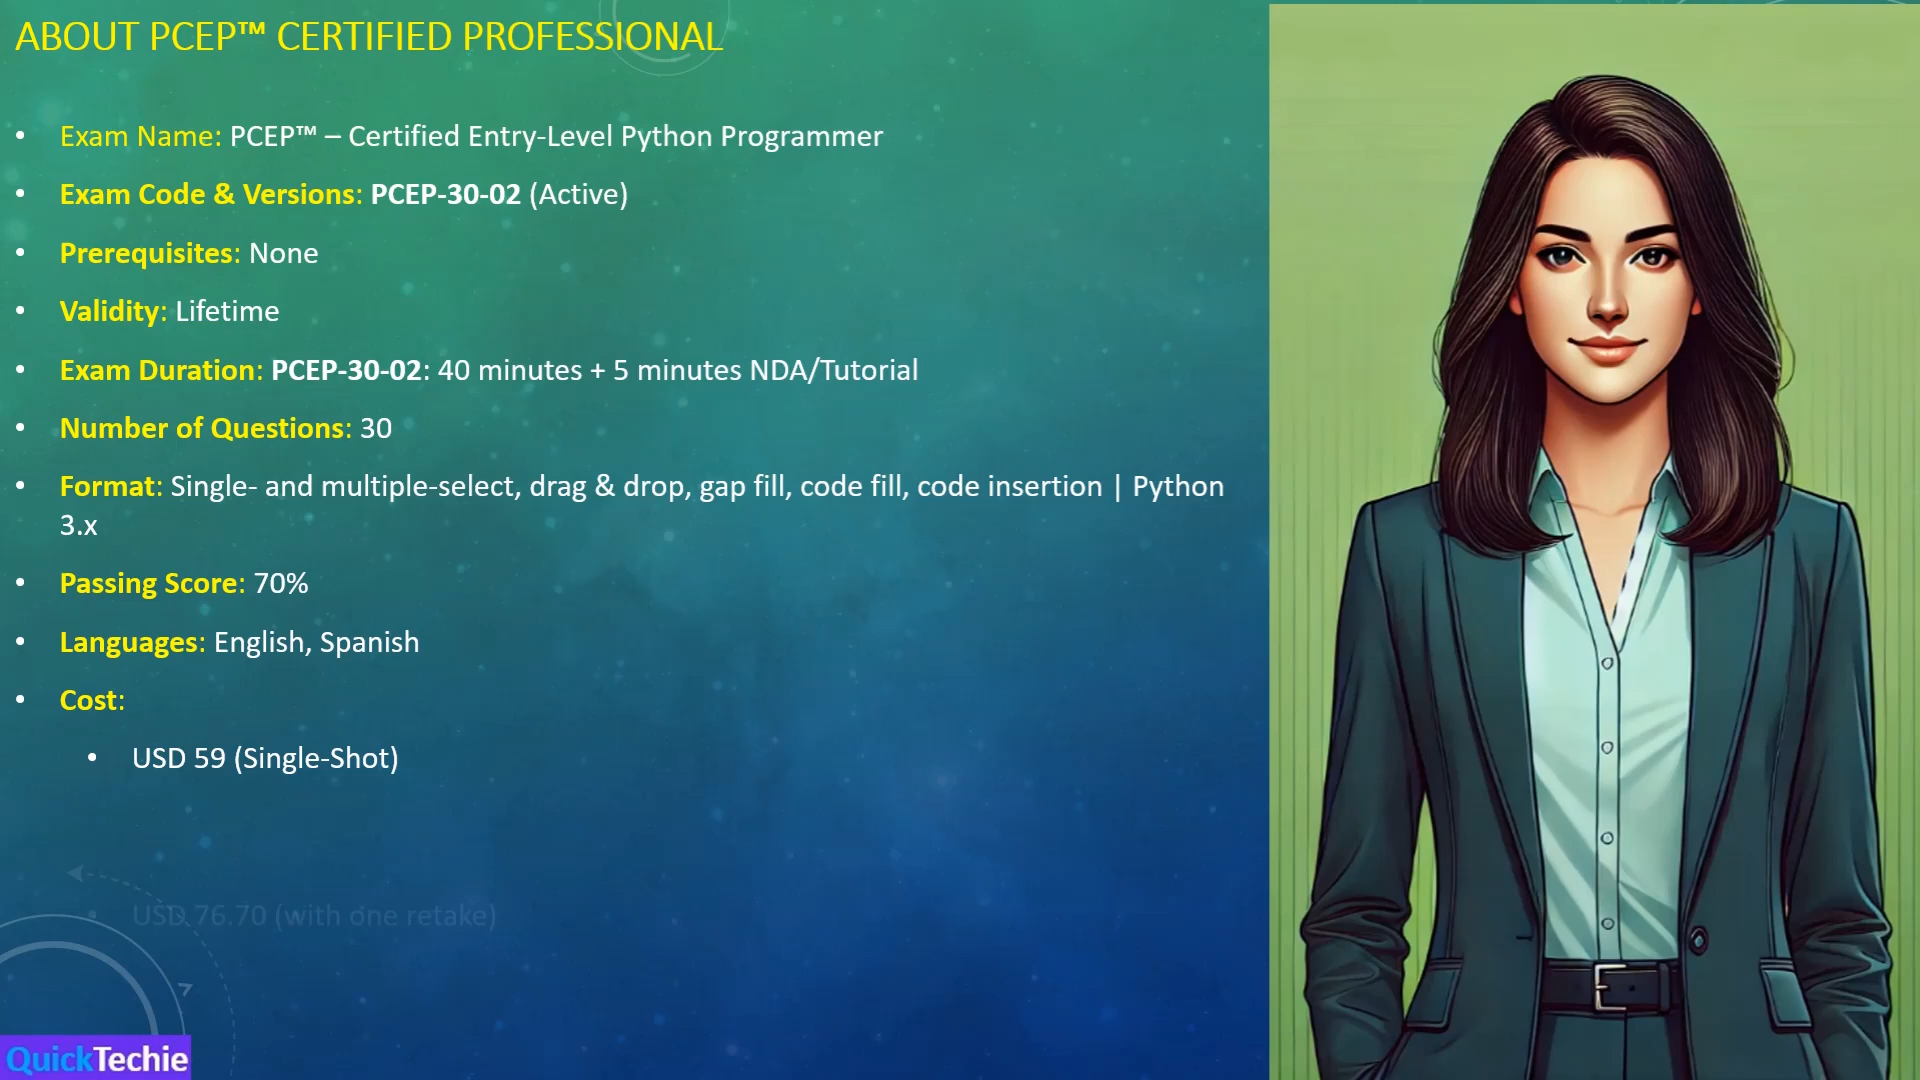 ABOUT PCEP™ CERTIFIED PROFESSIONAL
• Exam Name: PCEP™ – Certified Entry-Level Python Programmer
• Exam Code & Versions: PCEP-30-02 (Active)
• Prerequisites: None
• Validity: Lifetime
• Exam Duration: PCEP-30-02: 40 minutes + 5 minutes NDA/Tutorial
• Number of Questions: 30
• Format: Single- and multiple-select, drag & drop, gap fill, code fill, code insertion | Python
3.x
• Passing Score: 70%
• Languages: English, Spanish
• Cost:
• USD 59 (Single-Shot)
• USD 76.70 (with one retake)
QuickTechie